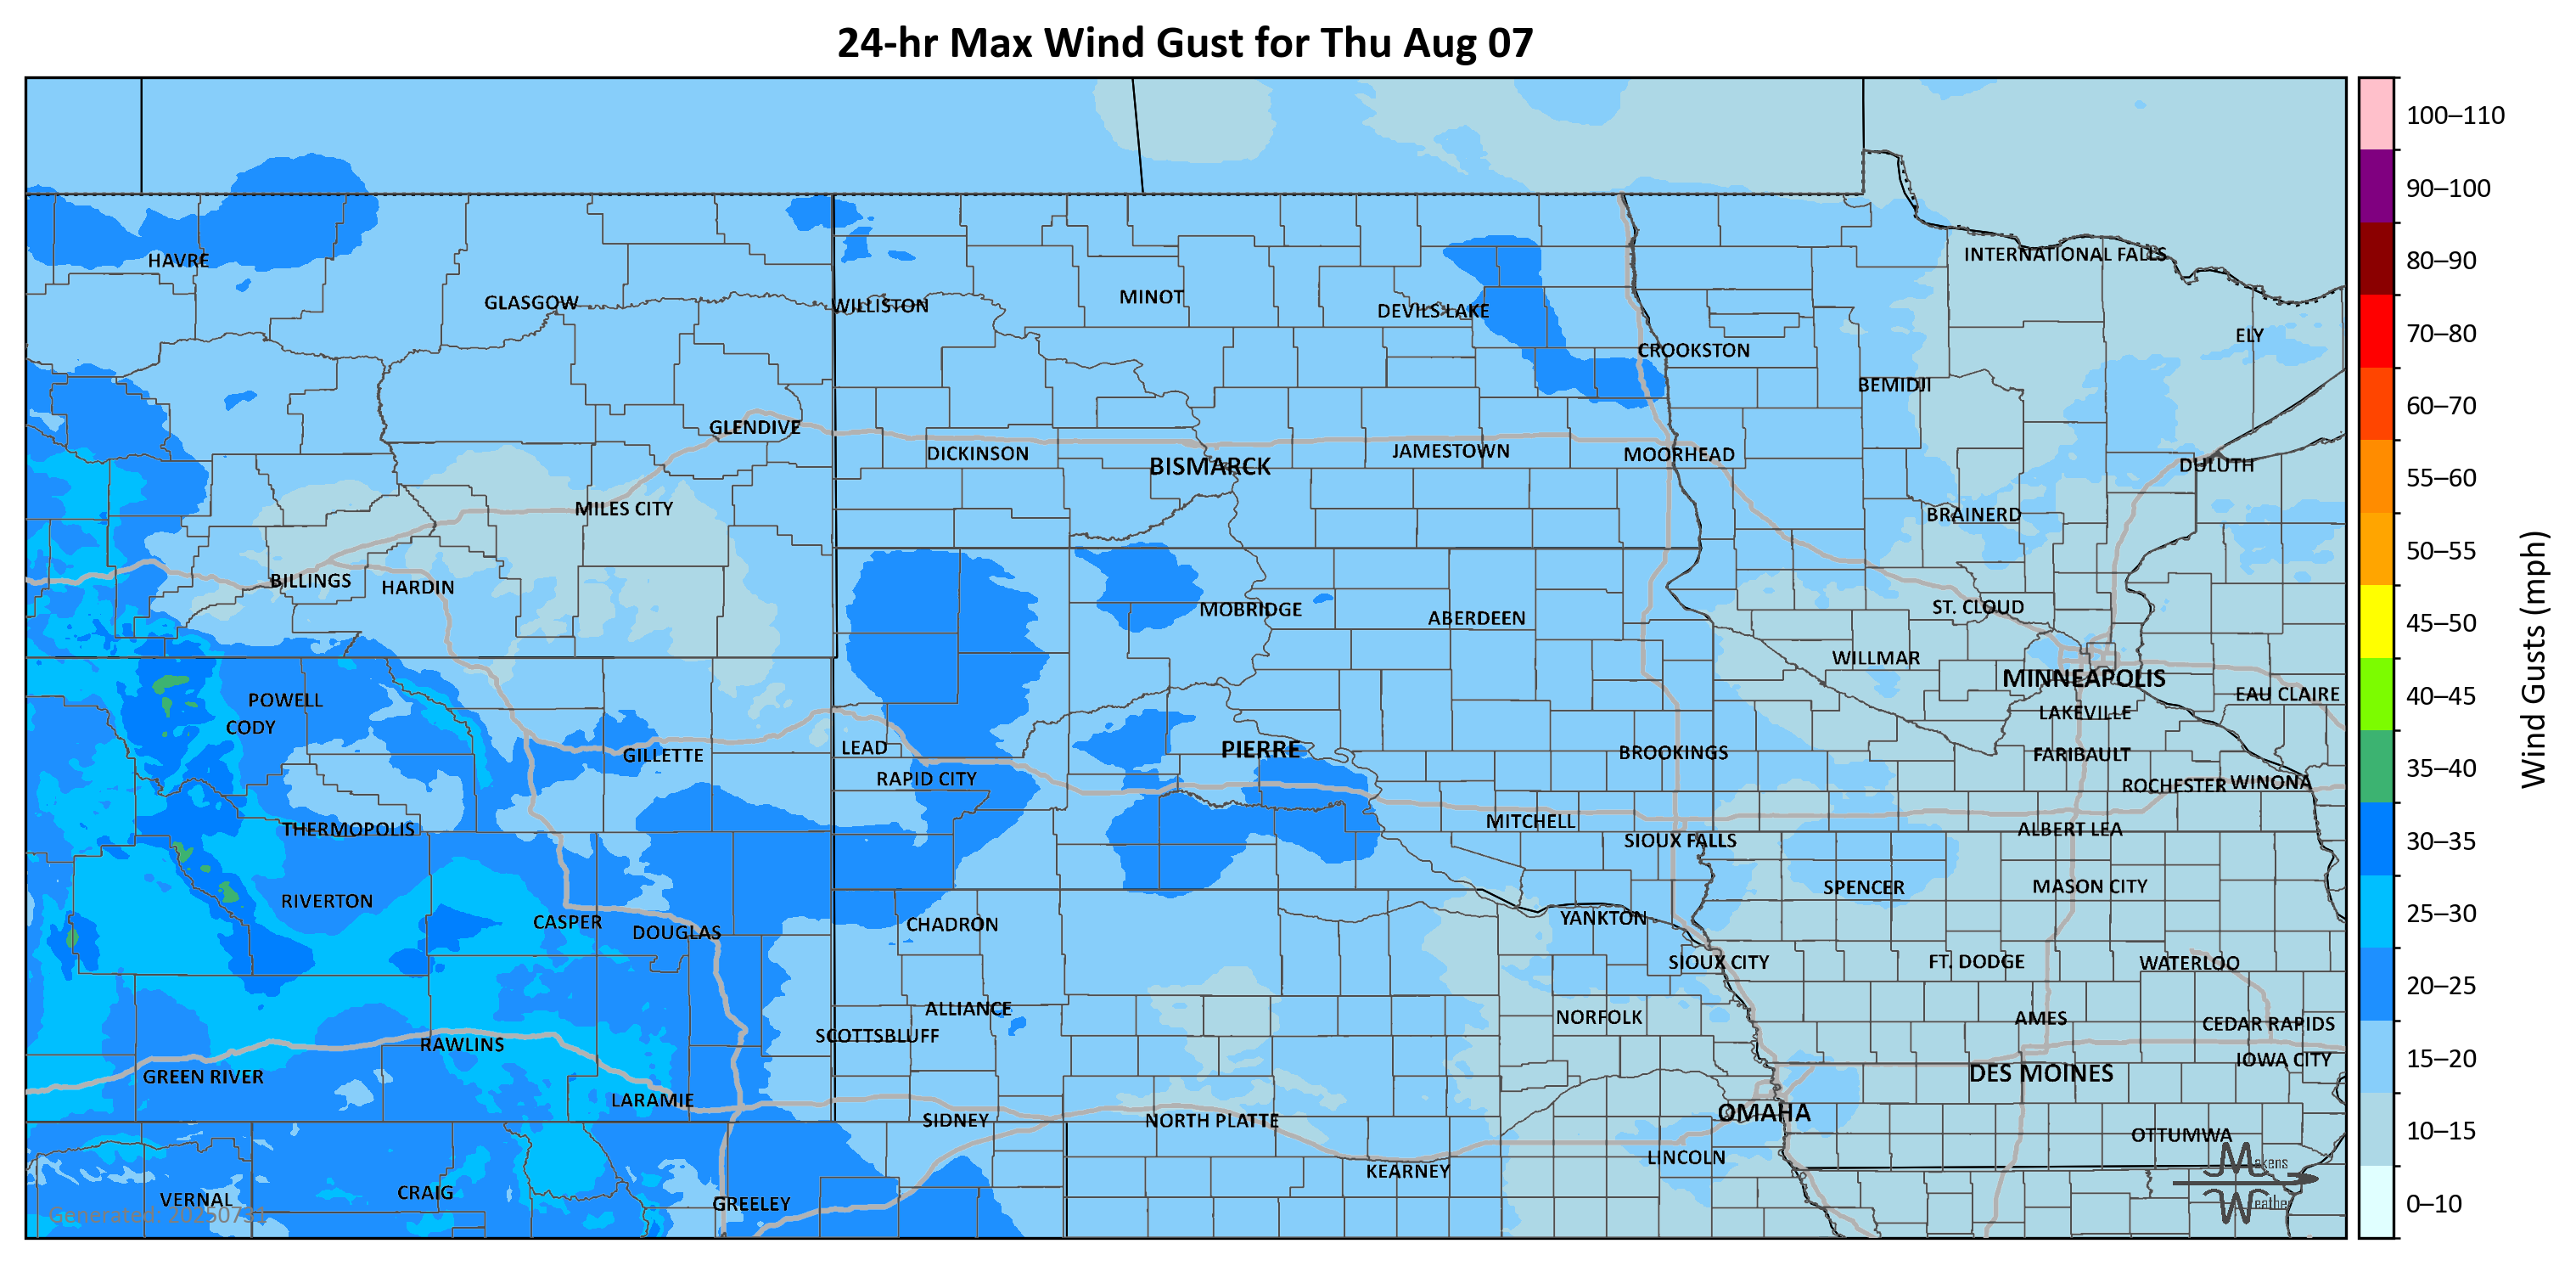 24-hr Max Wind Gust for Thu Aug 07
100–110
90–100
80–90
70–80
60–70
55–60
50–55
45–50
40–45
35–40
30–35
25–30
20–25
15–20
10–15
0–10
Wind Gusts (mph)
INTERNATIONAL FALLS
HAVRE
GLASGOW
WILLISTON
MINOT
DEVILS LAKE
ELY
CROOKSTON
BEMIDJI
GLENDIVE
DICKINSON
BISMARCK
JAMESTOWN
MOORHEAD
DULUTH
MILES CITY
BRAINERD
BILLINGS
HARDIN
MOBRIDGE
ABERDEEN
ST. CLOUD
WILLMAR
MINNEAPOLIS
EAU CLAIRE
POWELL
CODY
LAKEVILLE
GILLETTE
LEAD
PIERRE
BROOKINGS
FARIBAULT
RAPID CITY
ROCHESTER
WINONA
THERMOPOLIS
MITCHELL
SIOUX FALLS
ALBERT LEA
RIVERTON
SPENCER
MASON CITY
CASPER
DOUGLAS
CHADRON
YANKTON
SIOUX CITY
FT. DODGE
WATERLOO
ALLIANCE
NORFOLK
AMES
CEDAR RAPIDS
SCOTTSBLUFF
RAWLINS
IOWA CITY
GREEN RIVER
DES MOINES
LARAMIE
SIDNEY
NORTH PLATTE
OMAHA
OTTUMWA
LINCOLN
KEARNEY
VERNAL
CRAIG
GREELEY
Generated: 20250731
Makens
Weather